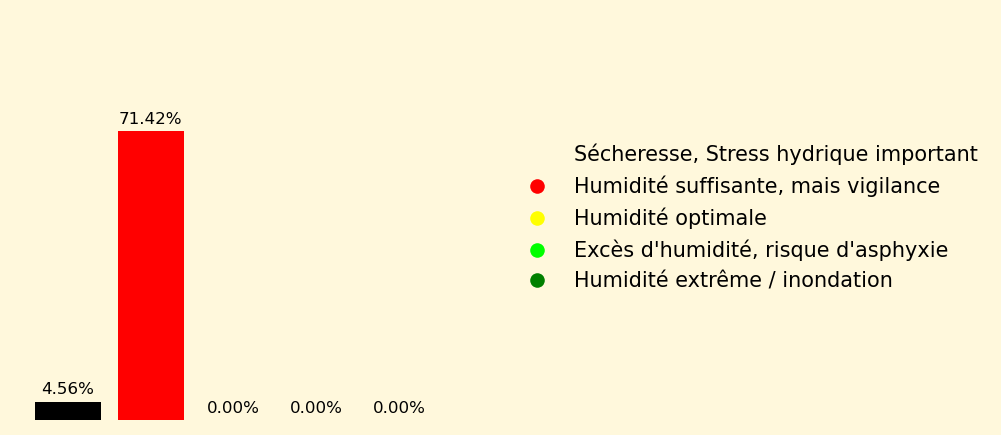 71.42%
4.56%
0.00%
0.00%
0.00%
Sécheresse, Stress hydrique important
Humidité suffisante, mais vigilance
Humidité optimale
Excès d'humidité, risque d'asphyxie
Humidité extrême / inondation